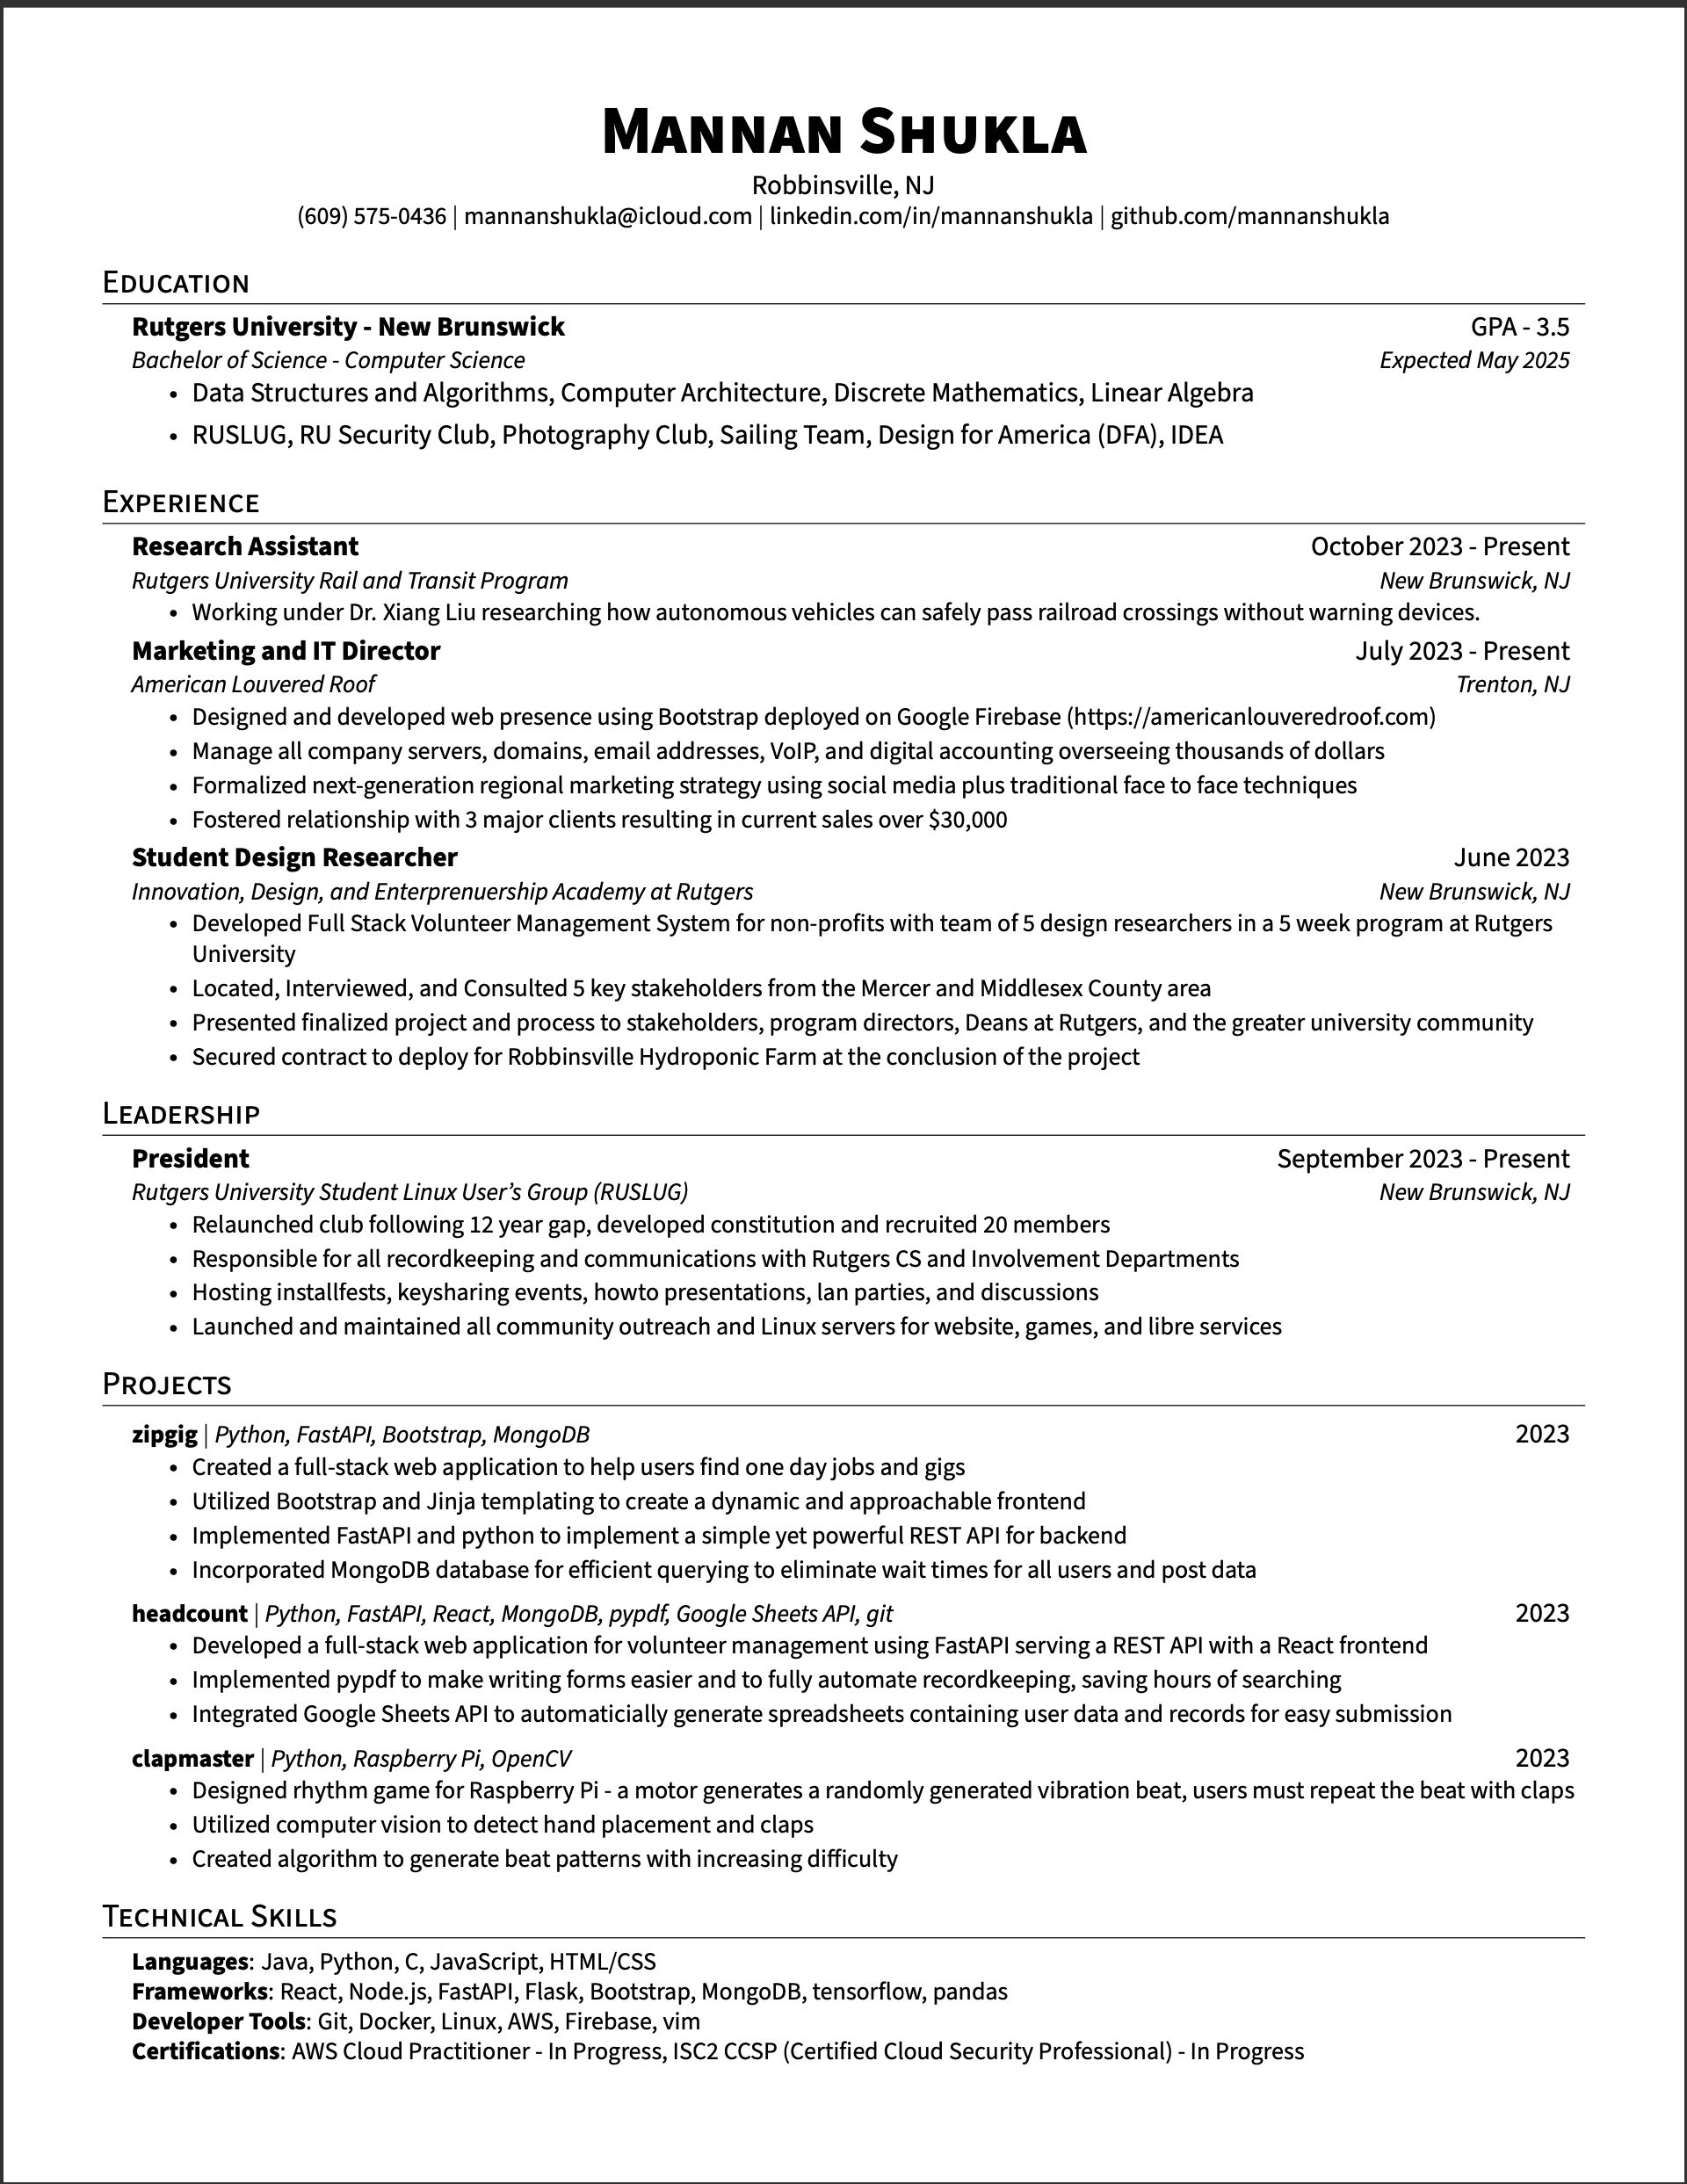 Mannan Shukla
Robbinsville, NJ
(609) 575-0436 | mannanshukla@icloud.com | linkedin.com/in/mannanshukla | github.com/mannanshukla
Education
Rutgers University - New Brunswick GPA - 3.5
Bachelor of Science - Computer Science Expected May 2025
• Data Structures and Algorithms, Computer Architecture, Discrete Mathematics, Linear Algebra
• RUSLUG, RU Security Club, Photography Club, Sailing Team, Design for America (DFA), IDEA
Experience
Research Assistant October 2023 - Present
Rutgers University Rail and Transit Program New Brunswick, NJ
• Working under Dr. Xiang Liu researching how autonomous vehicles can safely pass railroad crossings without warning devices.
Marketing and IT Director July 2023 - Present
American Louvered Roof Trenton, NJ
• Designed and developed web presence using Bootstrap deployed on Google Firebase (https://americanlouveredroof.com)
• Manage all company servers, domains, email addresses, VoIP, and digital accounting overseeing thousands of dollars
• Formalized next-generation regional marketing strategy using social media plus traditional face to face techniques
• Fostered relationship with 3 major clients resulting in current sales over $30,000
Student Design Researcher June 2023
Innovation, Design, and Enterprenuership Academy at Rutgers New Brunswick, NJ
• Developed Full Stack Volunteer Management System for non-profits with team of 5 design researchers in a 5 week program at Rutgers
University
• Located, Interviewed, and Consulted 5 key stakeholders from the Mercer and Middlesex County area
• Presented finalized project and process to stakeholders, program directors, Deans at Rutgers, and the greater university community
• Secured contract to deploy for Robbinsville Hydroponic Farm at the conclusion of the project
Leadership
President September 2023 - Present
Rutgers University Student Linux User’s Group (RUSLUG) New Brunswick, NJ
• Relaunched club following 12 year gap, developed constitution and recruited 20 members
• Responsible for all recordkeeping and communications with Rutgers CS and Involvement Departments
• Hosting installfests, keysharing events, howto presentations, lan parties, and discussions
• Launched and maintained all community outreach and Linux servers for website, games, and libre services
Projects
zipgig | Python, FastAPI, Bootstrap, MongoDB 2023
• Created a full-stack web application to help users find one day jobs and gigs
• Utilized Bootstrap and Jinja templating to create a dynamic and approachable frontend
• Implemented FastAPI and python to implement a simple yet powerful REST API for backend
• Incorporated MongoDB database for efficient querying to eliminate wait times for all users and post data
headcount | Python, FastAPI, React, MongoDB, pypdf, Google Sheets API, git 2023
• Developed a full-stack web application for volunteer management using FastAPI serving a REST API with a React frontend
• Implemented pypdf to make writing forms easier and to fully automate recordkeeping, saving hours of searching
• Integrated Google Sheets API to automaticially generate spreadsheets containing user data and records for easy submission
clapmaster | Python, Raspberry Pi, OpenCV 2023
• Designed rhythm game for Raspberry Pi - a motor generates a randomly generated vibration beat, users must repeat the beat with claps
• Utilized computer vision to detect hand placement and claps
• Created algorithm to generate beat patterns with increasing difficulty
Technical Skills
Languages: Java, Python, C, JavaScript, HTML/CSS
Frameworks: React, Node.js, FastAPI, Flask, Bootstrap, MongoDB, tensorflow, pandas
Developer Tools: Git, Docker, Linux, AWS, Firebase, vim
Certifications: AWS Cloud Practitioner - In Progress, ISC2 CCSP (Certified Cloud Security Professional) - In Progress